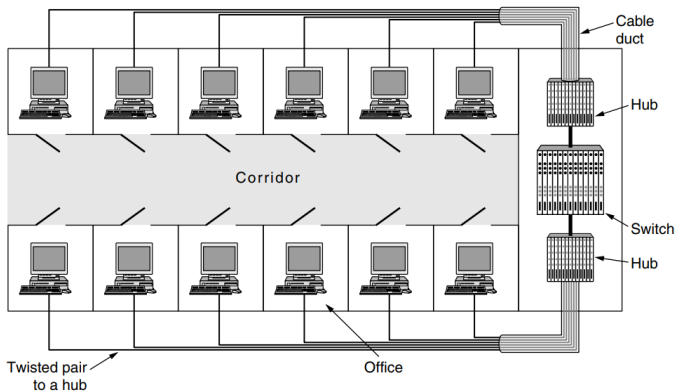 Cable
duct
Hub
Corridor
Switch
Hub
Twisted pair
to a hub
Office